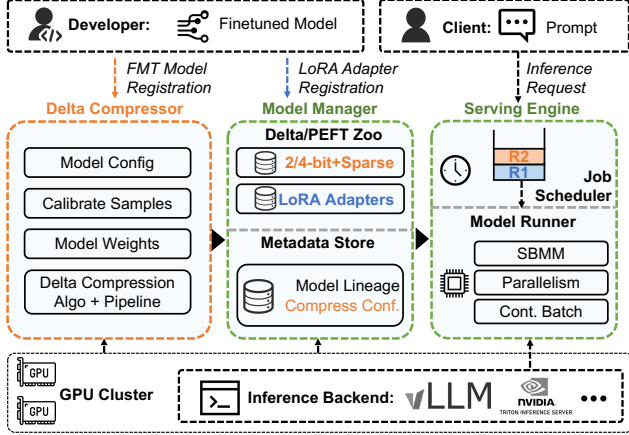 Developer:
Finetuned Model
Client:
Prompt
FMT Model
Registration
LoRA Adapter
Registration
Inference
Request
Delta Compressor
Model Config
Calibrate Samples
Model Weights
Delta Compression
Algo + Pipeline
Model Manager
Delta/PEFT Zoo
2/4-bit+Sparse
LoRA Adapters
Metadata Store
Model Lineage
Compress Conf.
Serving Engine
R2
R1
Job
Scheduler
Model Runner
SBMM
Parallelism
Cont. Batch
GPU
GPU
GPU Cluster
Inference Backend:
vLLM
NVIDIA.
TRITON INFERENCE SERVER